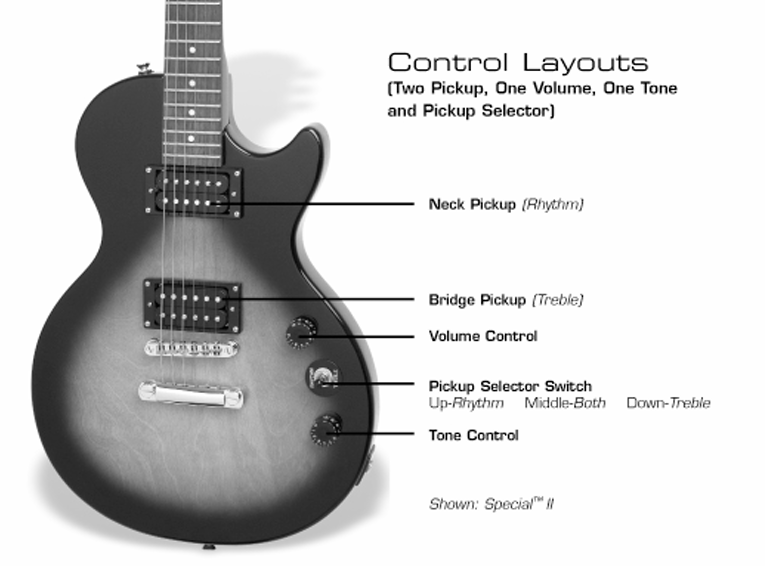 Control Layouts
(Two Pickup, One Volume, One Tone
and Pickup Selector)
Neck Pickup (Rhythm)
Bridge Pickup (Treble)
Volume Control
Pickup Selector Switch
Up-Rhythm Middle-Both Down-Treble
Tone Control
Shown: Special™ II